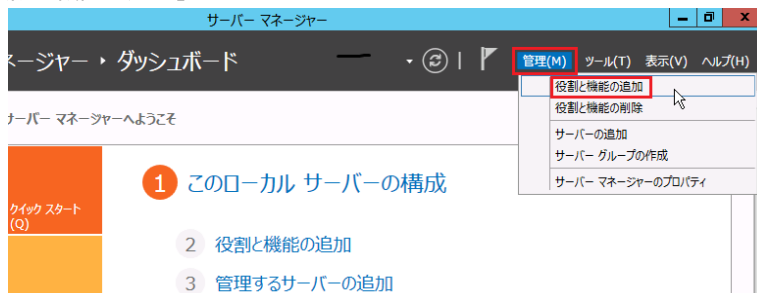 サーバー マネージャー
ネージャー ・ ダッシュボード
管理(M) ツール(T) 表示(V) ヘルプ(H)
役割と機能の追加
役割と機能の削除
サーバーの追加
サーバー グループの作成
サーバー マネージャーのプロパティ
サーバー マネージャーへようこそ
クイック スタート
(Q)
1 このローカル サーバーの構成
2 役割と機能の追加
3 管理するサーバーの追加